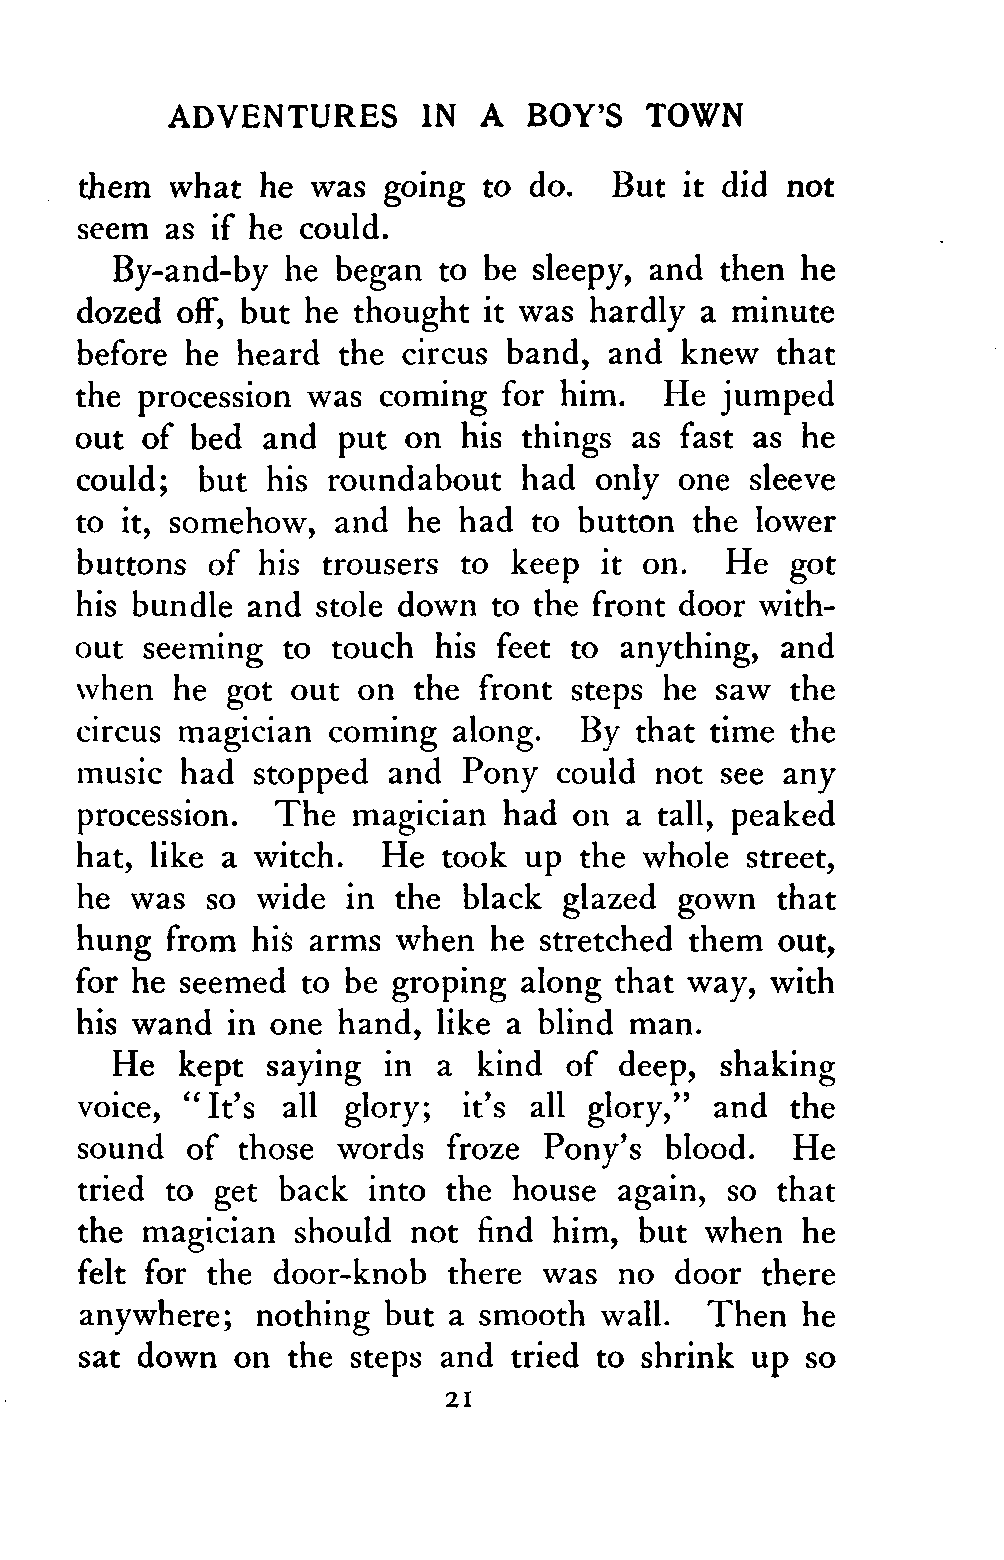 ADVENTURES IN A BOY'S TOWN
them what he was going to do. But it did not
seem as if he could.
By-and-by he began to be sleepy, and then he
dozed off, but he thought it was hardly a minute
before he heard the circus band, and knew that
the procession was coming for him. He jumped
out of bed and put on his things as fast as he
could; but his roundabout had only one sleeve
to it, somehow, and he had to button the lower
buttons of his trousers to keep it on. He got
his bundle and stole down to the front door with-
out seeming to touch his feet to anything, and
when he got out on the front steps he saw the
circus magician coming along. By that time the
music had stopped and Pony could not see any
procession. The magician had on a tall, peaked
hat, like a witch. He took up the whole street,
he was so wide in the black glazed gown that
hung from his arms when he stretched them out,
for he seemed to be groping along that way, with
his wand in one hand, like a blind man.
He kept saying in a kind of deep, shaking
voice, "It's all glory; it's all glory," and the
sound of those words froze Pony's blood. He
tried to get back into the house again, so that
the magician should not find him, but when he
felt for the door-knob there was no door there
anywhere; nothing but a smooth wall. Then he
sat down on the steps and tried to shrink up so
21